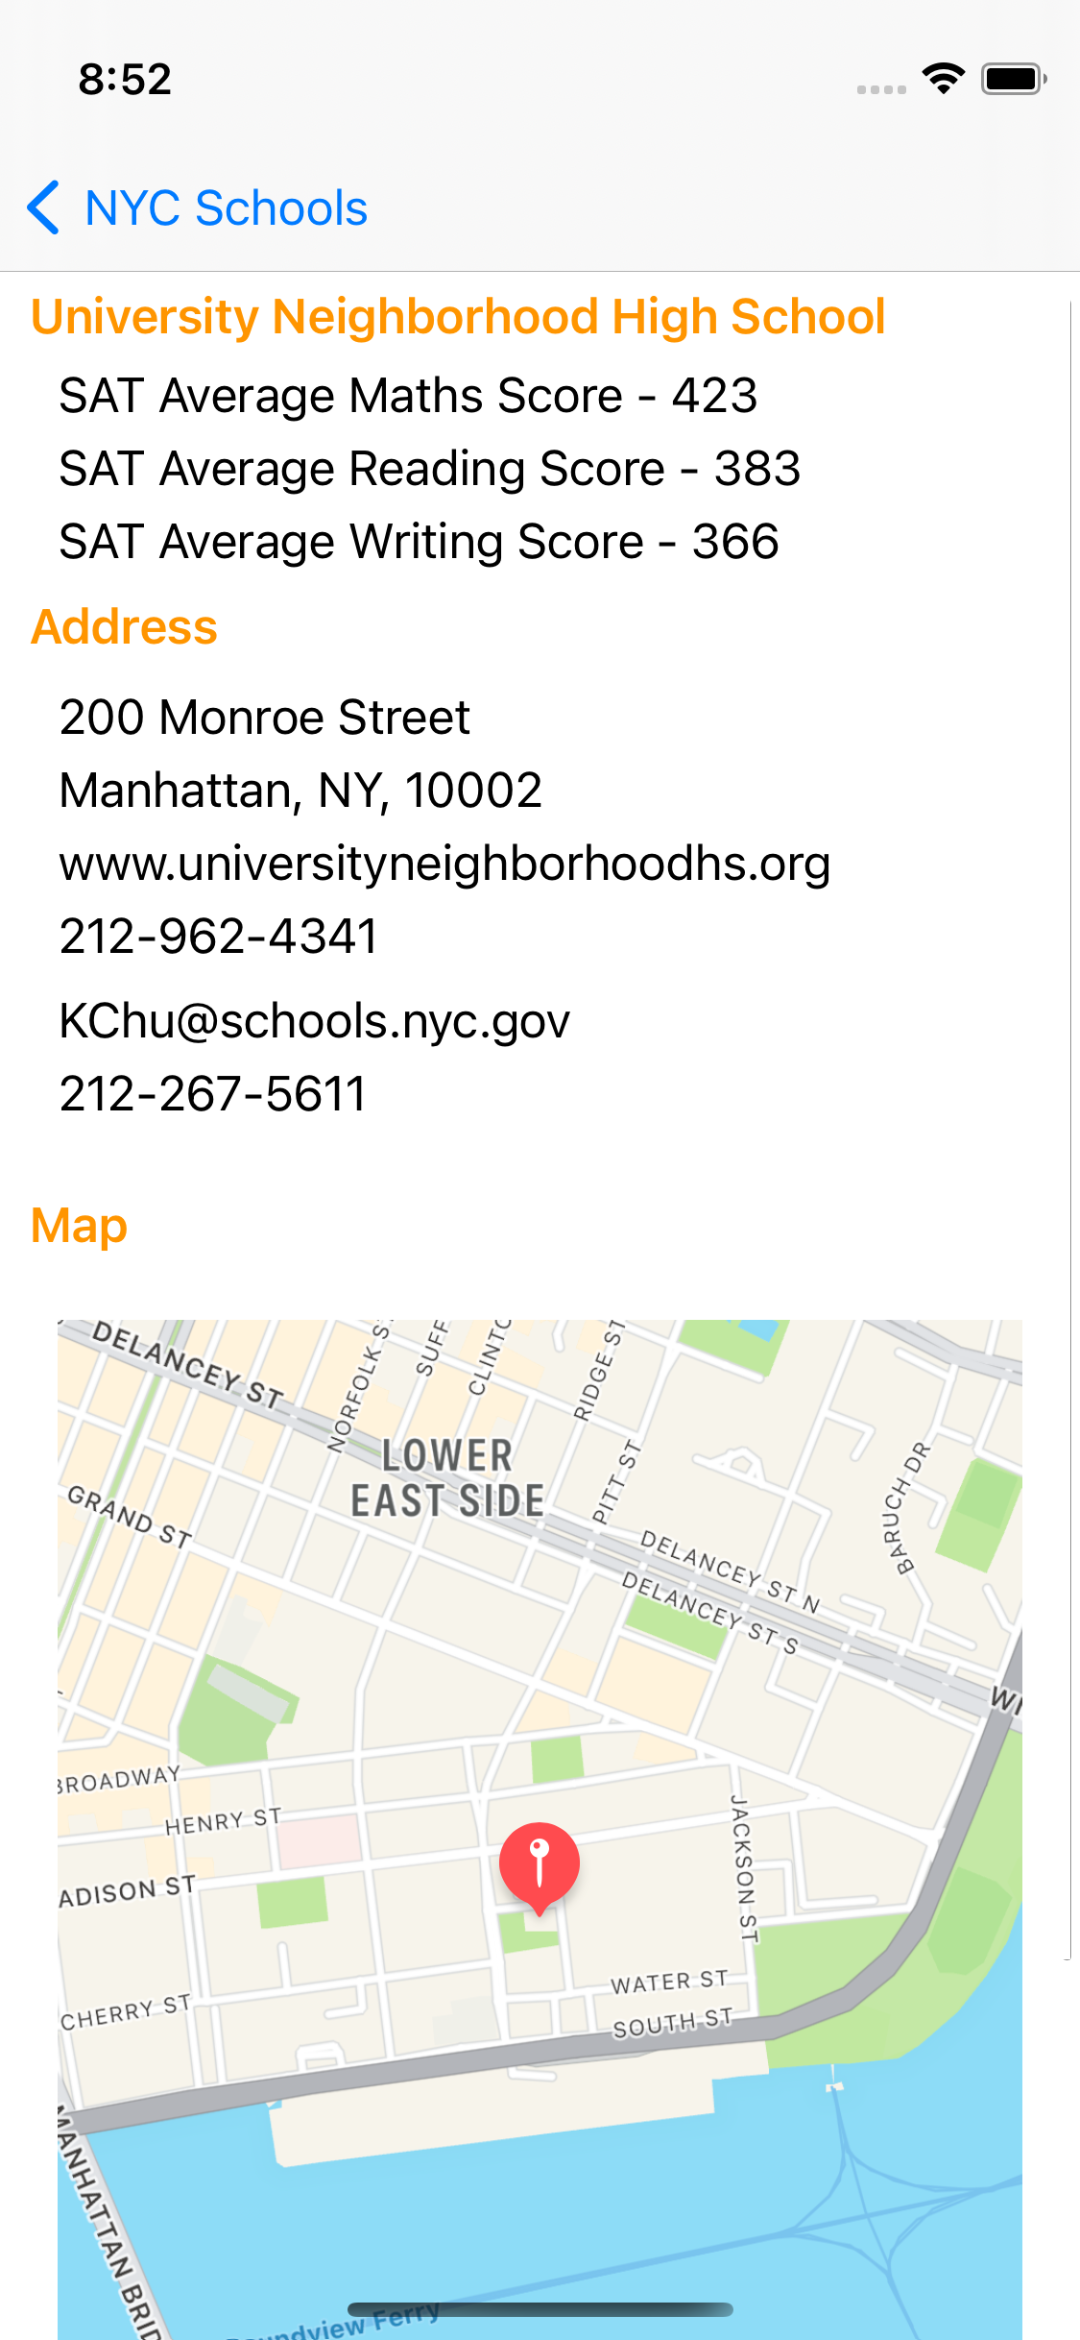 8:52
NYC Schools
University Neighborhood High School
SAT Average Maths Score - 423
SAT Average Reading Score - 383
SAT Average Writing Score - 366
Address
200 Monroe Street
Manhattan, NY, 10002
www.universityneighborhoodhs.org
212-962-4341
KChu@schools.nyc.gov
212-267-5611
Map
DELANCEY ST
NORFOLK S
SUFF
CLINTO
RIDGE ST
LOWER
EAST SIDE
PITT ST
BARUCH DR
GRAND ST
DELANCEY ST N
DELANCEY ST S
WI
BROADWAY
HENRY ST
JACKSON ST
ADISON ST
WATER ST
CHERRY ST
SOUTH ST
MANHATTAN BRID
Ferry